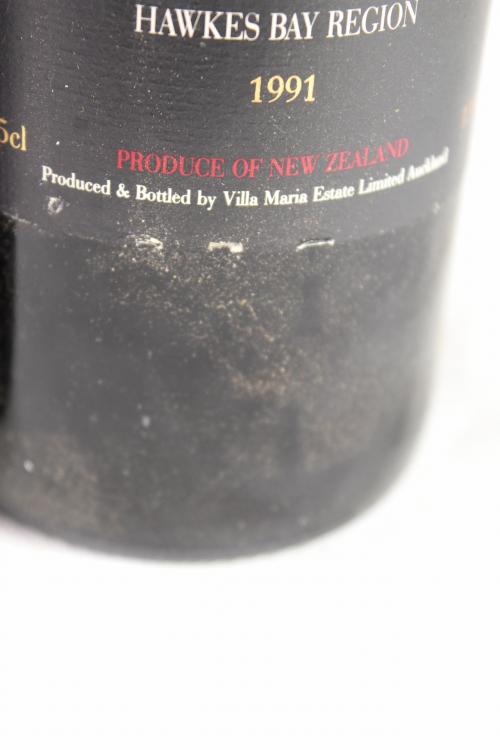 HAWKES BAY REGION
1991
5cl
PRODUCE OF NEW ZEALAND
Produced & Bottled by Villa Maria Estate Limited Auckland